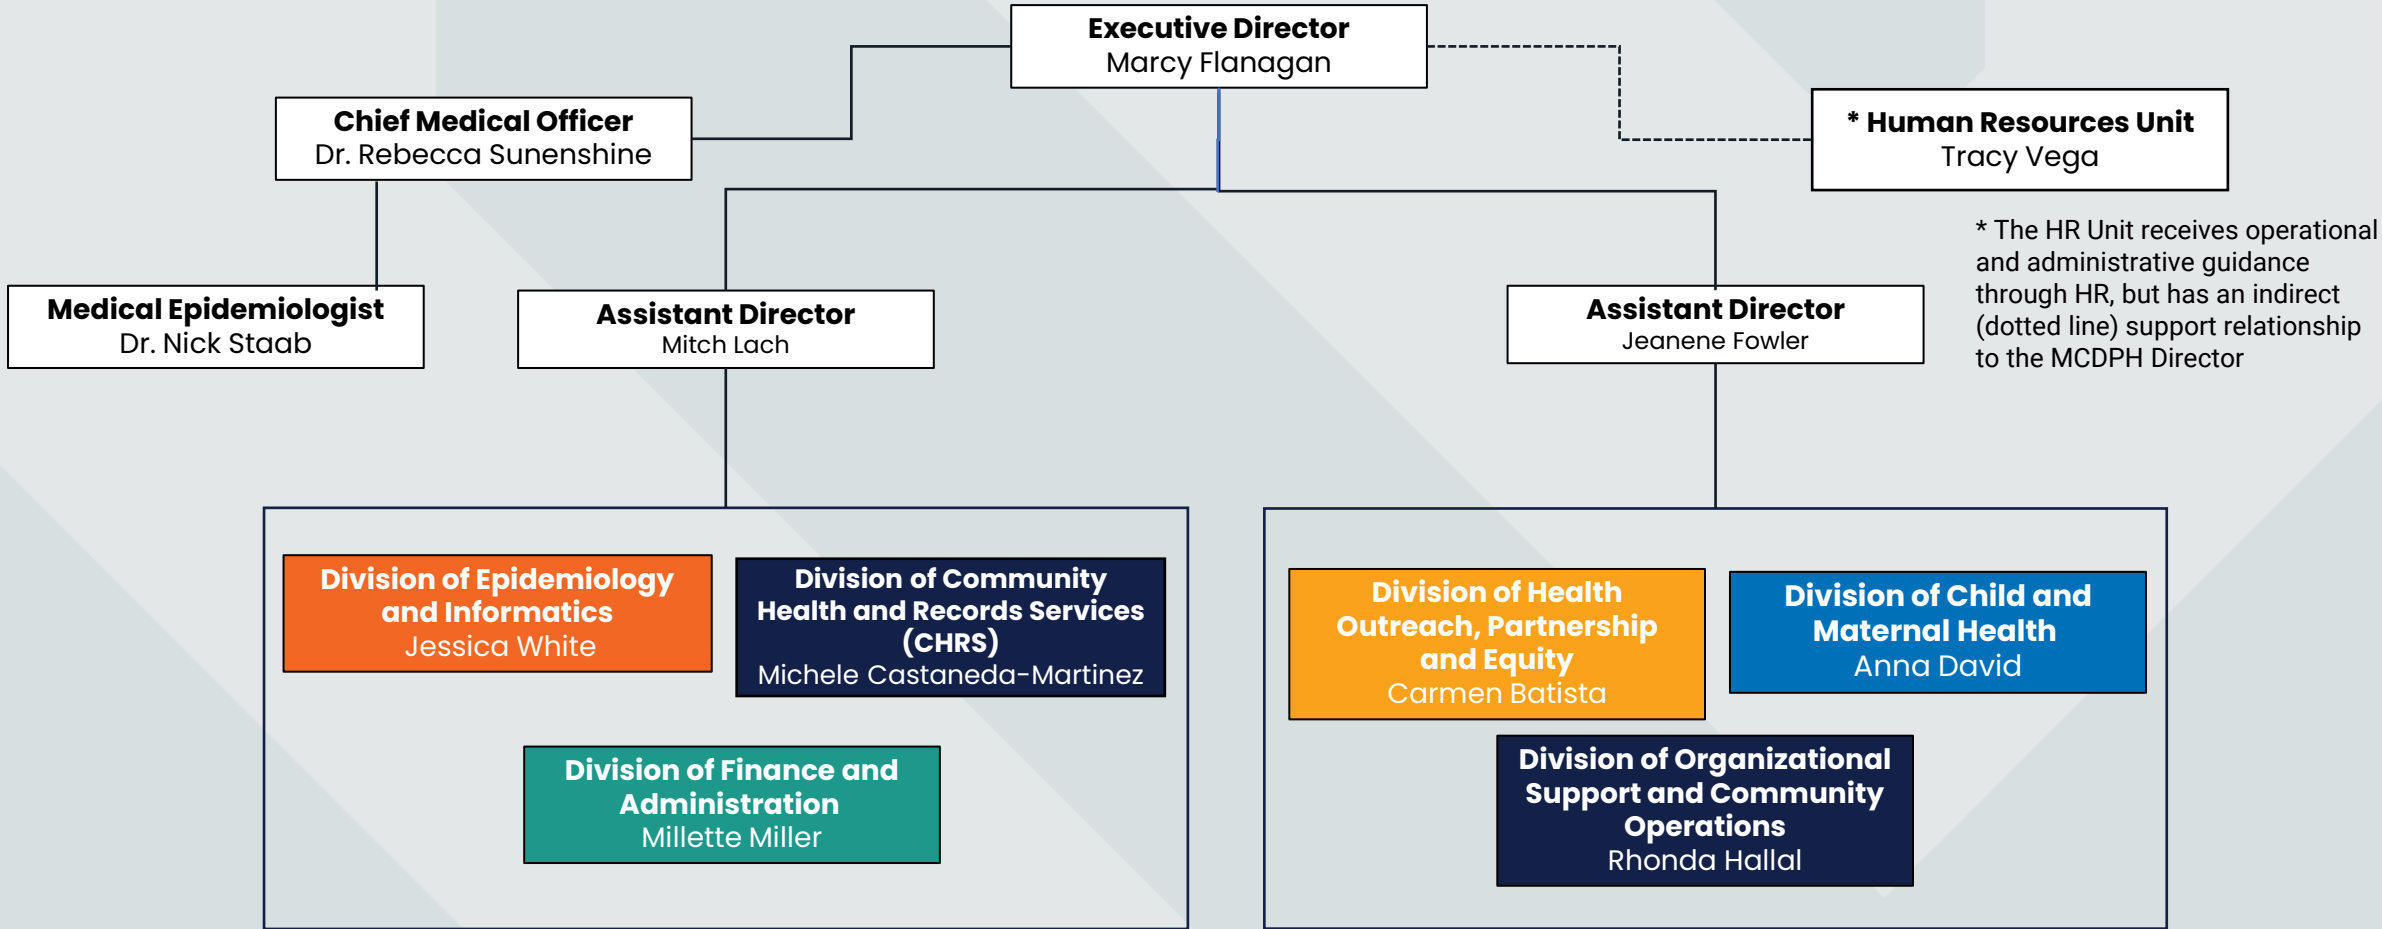 Executive Director
Marcy Flanagan
Chief Medical Officer
Dr. Rebecca Sunenshine
* Human Resources Unit
Tracy Vega
* The HR Unit receives operational
and administrative guidance
through HR, but has an indirect
(dotted line) support relationship
to the MCDPH Director
Medical Epidemiologist
Dr. Nick Staab
Assistant Director
Mitch Lach
Assistant Director
Jeanene Fowler
Division of Epidemiology
and Informatics
Jessica White
Division of Community
Health and Records Services
(CHRS)
Michele Castaneda-Martinez
Division of Finance and
Administration
Millette Miller
Division of Health
Outreach, Partnership
and Equity
Carmen Batista
Division of Child and
Maternal Health
Anna David
Division of Organizational
Support and Community
Operations
Rhonda Hallal